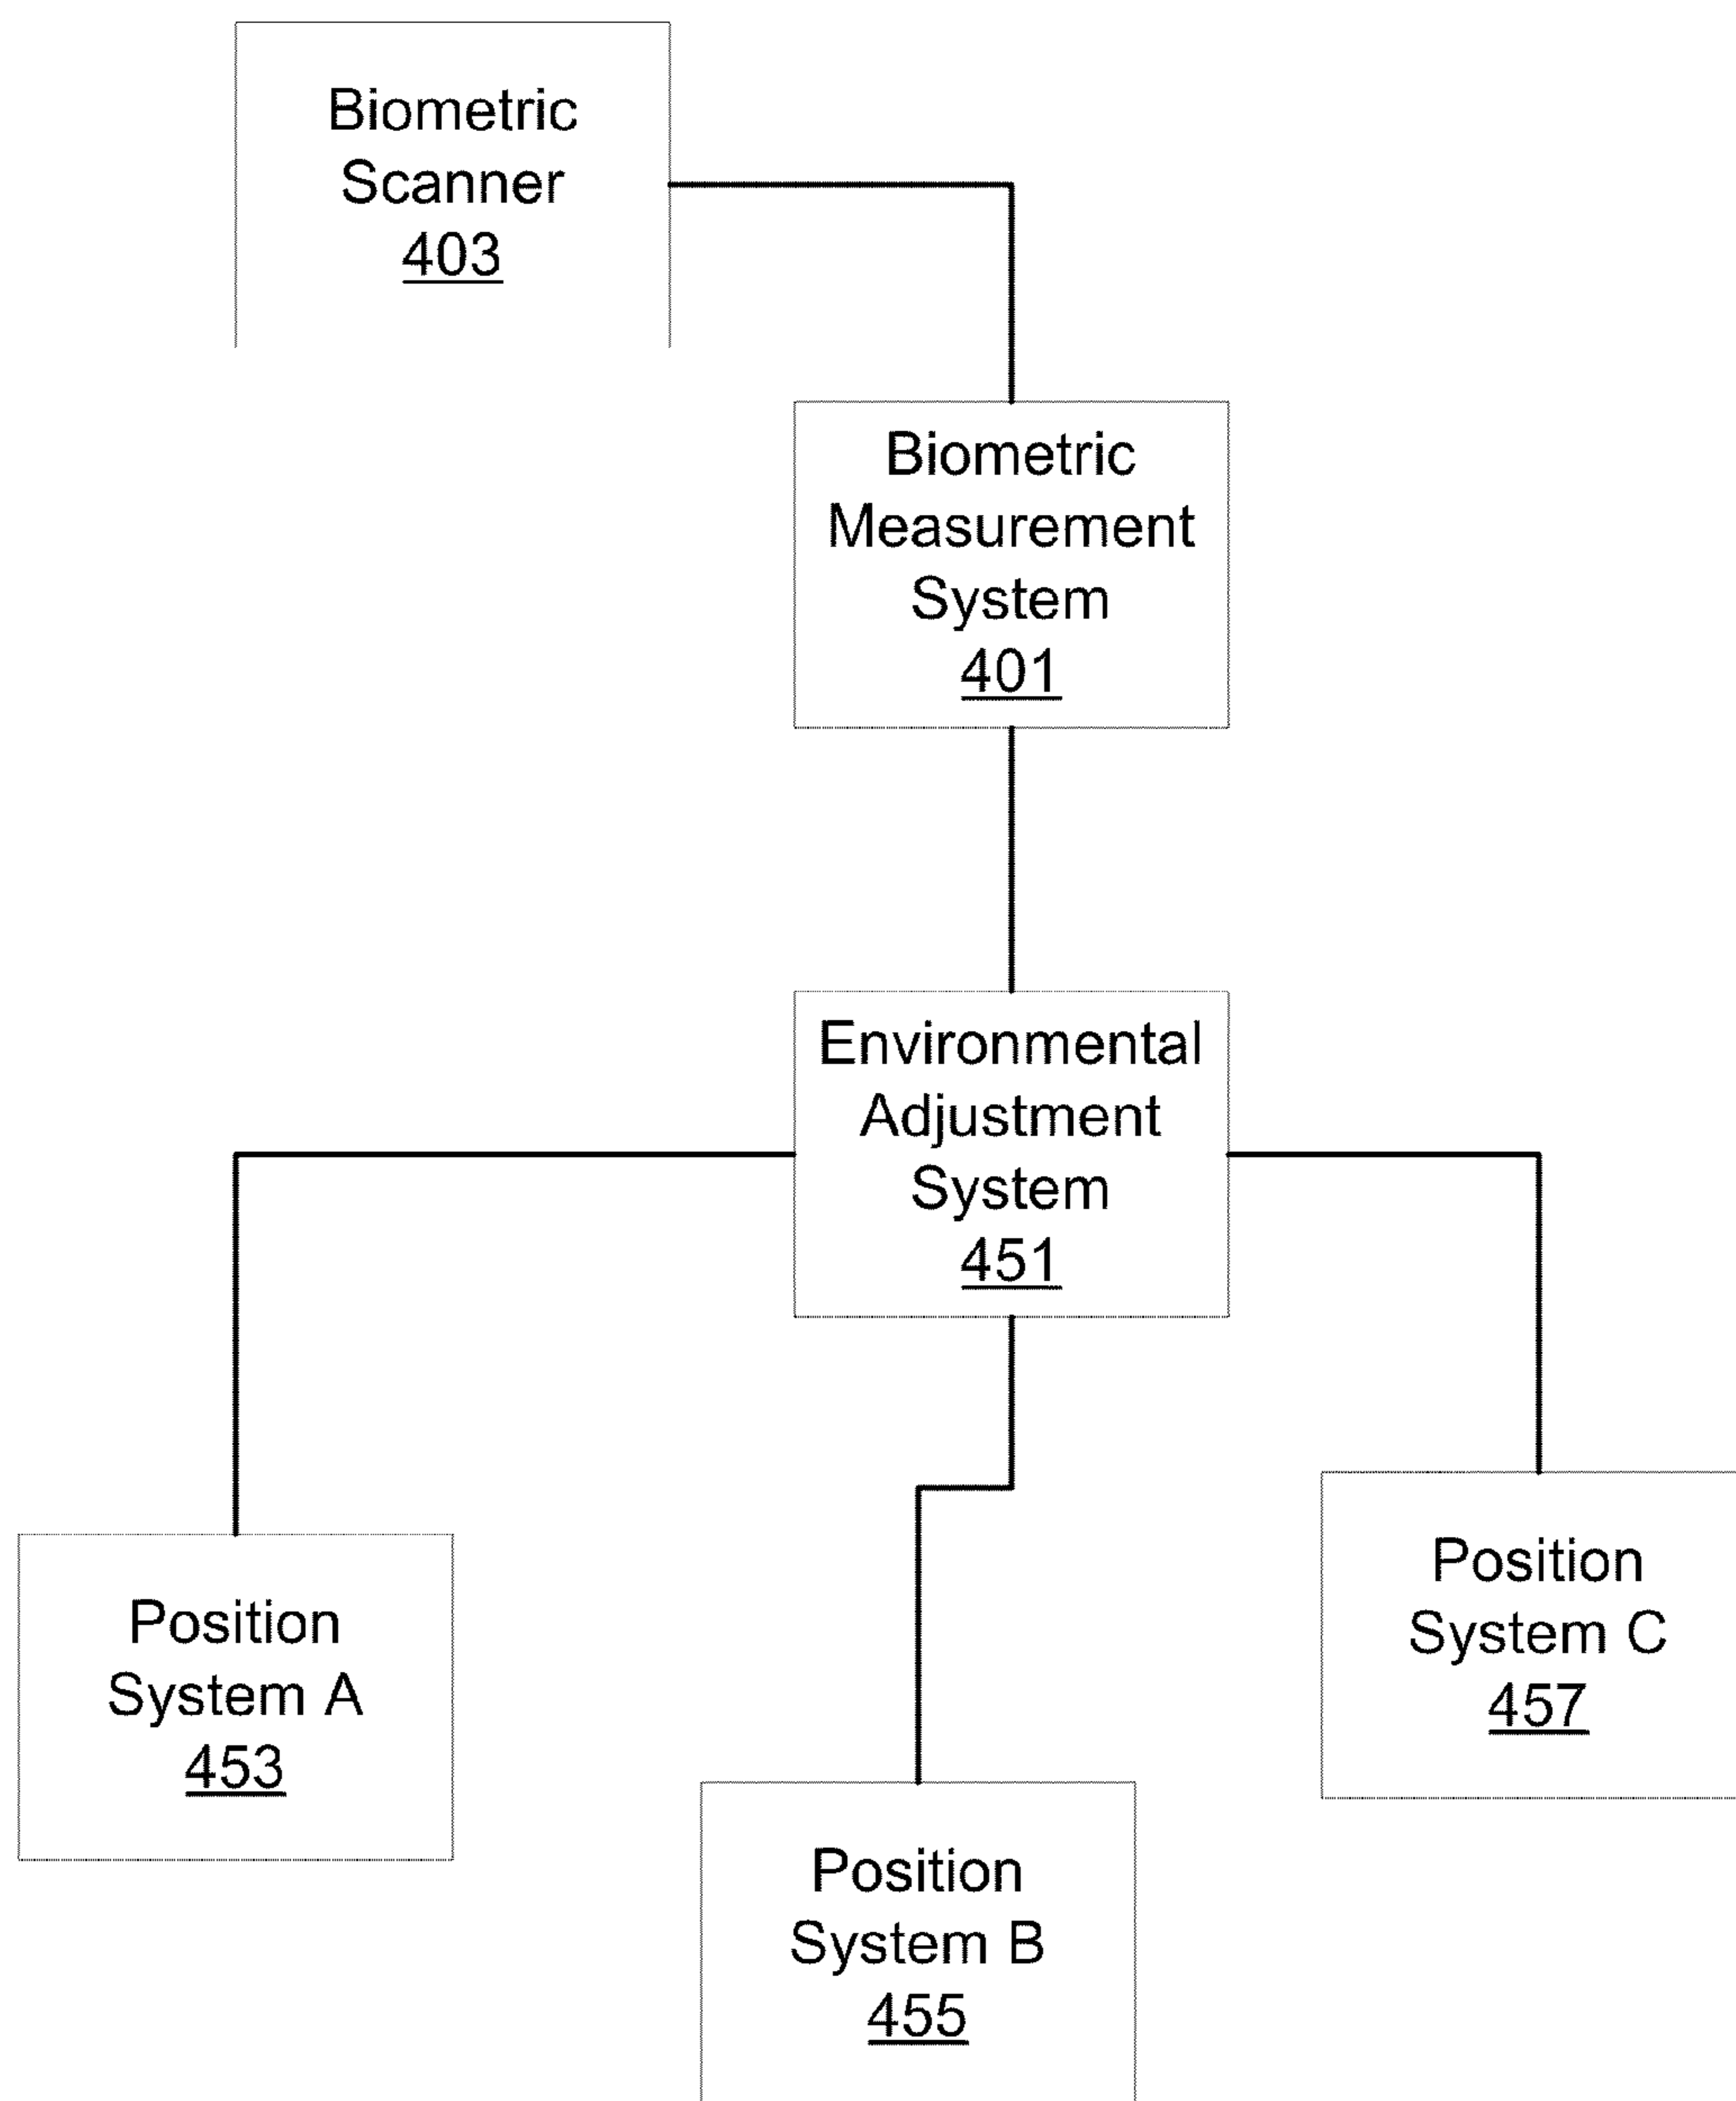 Biometric
Scanner
403
Biometric
Measurement
System
401
Environmental
Adjustment
System
451
Position
System A
453
Position
System B
455
Position
System C
457